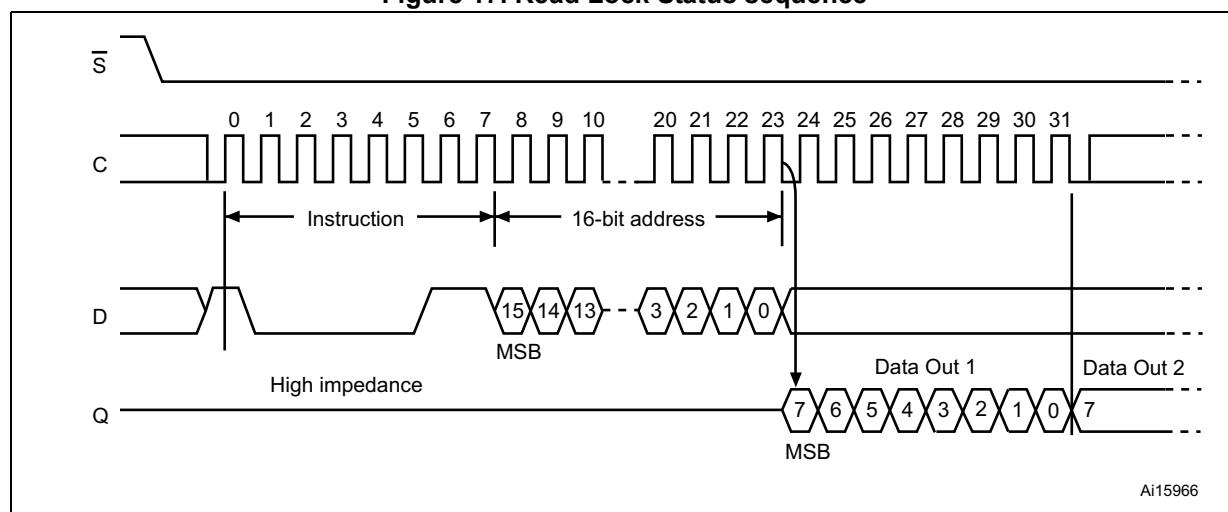 Figure 17. Read Lock Status sequence
S
0 1 2 3 4 5 6 7 8 9 10 20 21 22 23 24 25 26 27 28 29 30 31
C
Instruction 16-bit address
D 15 14 13 3 2 1 0
MSB
High impedance Data Out 1 Data Out 2
Q 7 6 5 4 3 2 1 0 7
MSB
Ai15966